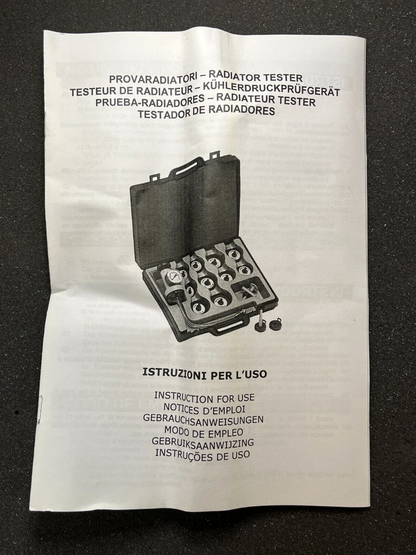 PROVARADIATORI – RADIATOR TESTER
TESTEUR DE RADIATEUR – KÜHLERDRUCKPRÜFGERÄT
PRUEBA-RADIADORES – RADIATEUR TESTER
TESTADOR DE RADIADORES
ISTRUZIONI PER L'USO
INSTRUCTION FOR USE
NOTICES D'EMPLOI
GEBRAUCHSANWEISUNGEN
MODO DE EMPLEO
GEBRUIKSAANWIJZING
INSTRUÇÕES DE USO